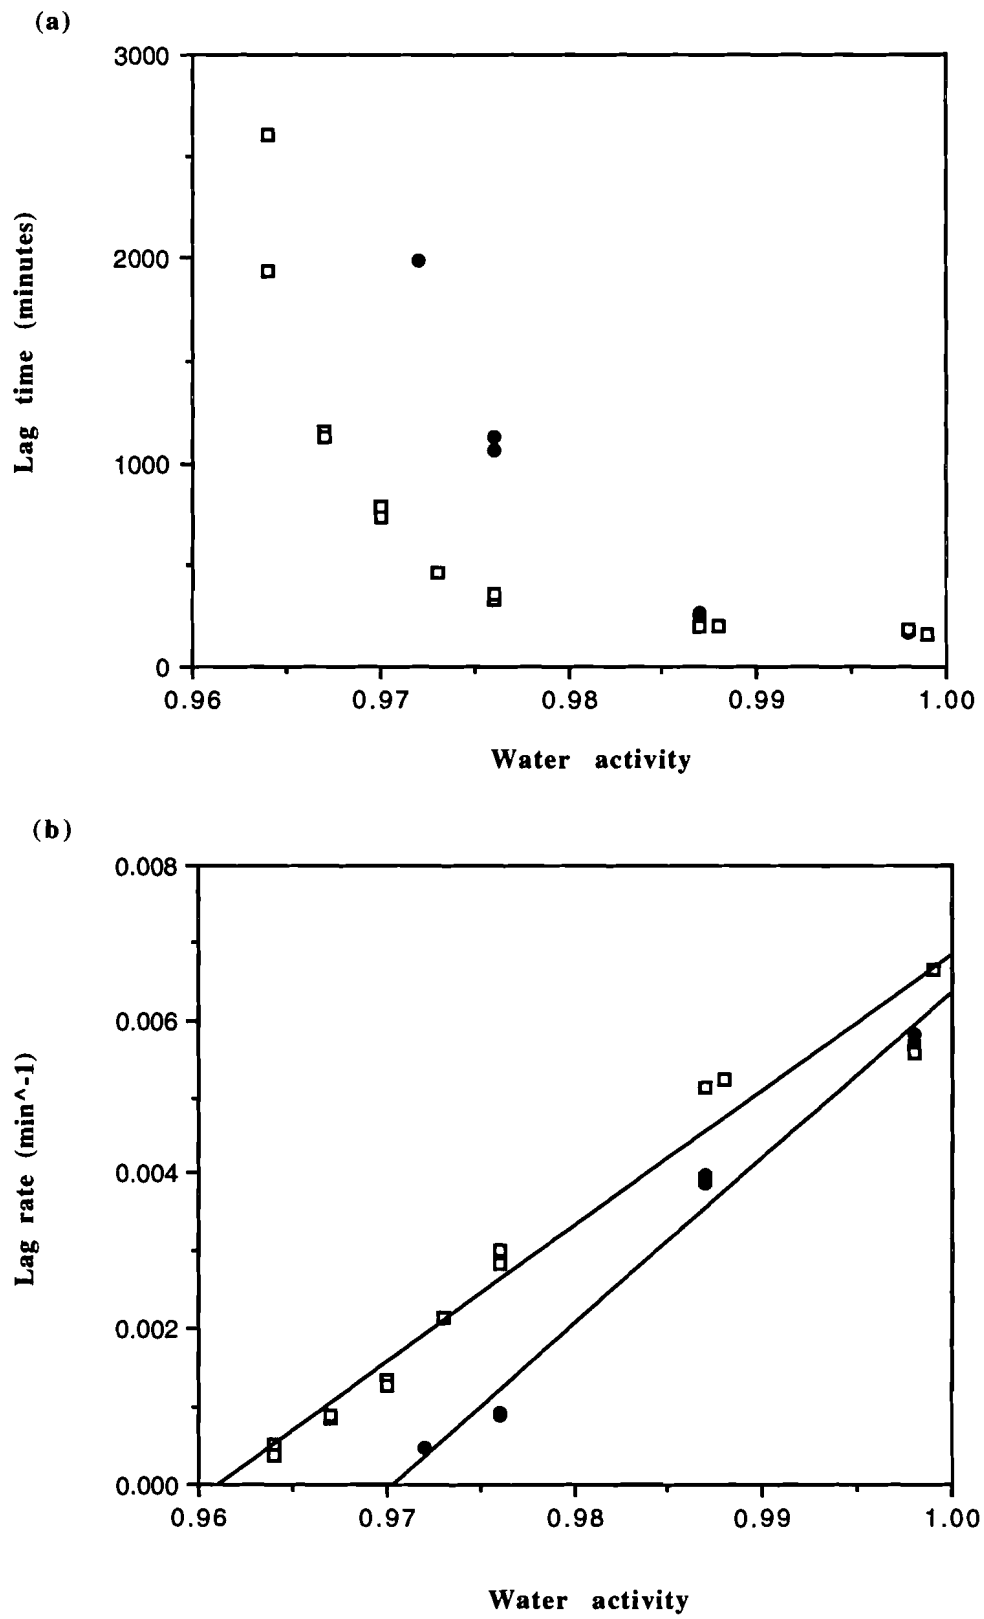 (a)
3000
2000
1000
0
Lag time (minutes)
0.96 0.97 0.98 0.99 1.00
Water activity
(b)
0.008
0.006
0.004
0.002
0.000
Lag rate (min^-1)
0.96 0.97 0.98 0.99 1.00
Water activity